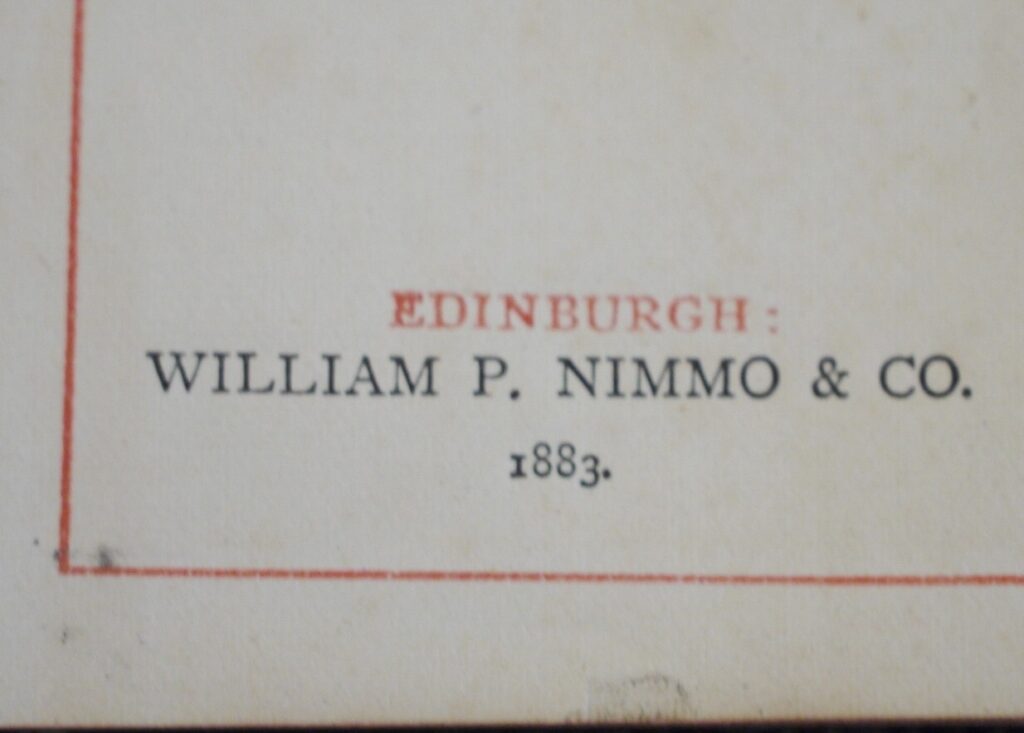 EDINBURGH:
WILLIAM P. NIMMO & CO.
1883.